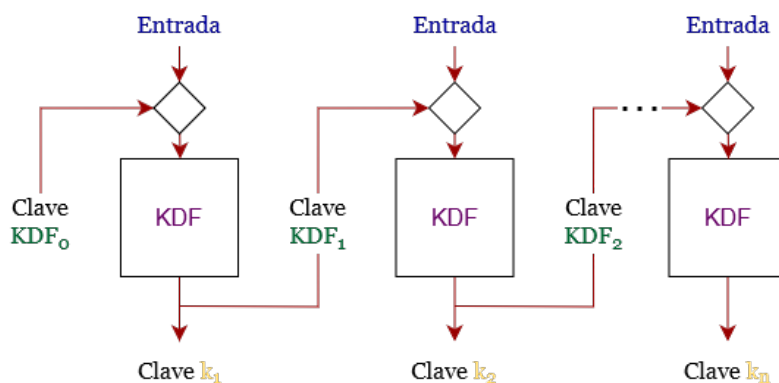 Entrada
Entrada
Entrada
KDF
KDF
KDF
Clave
KDF₀
Clave
KDF₁
...
Clave
KDF₂
Clave k₁
Clave k₂
Clave kₙ